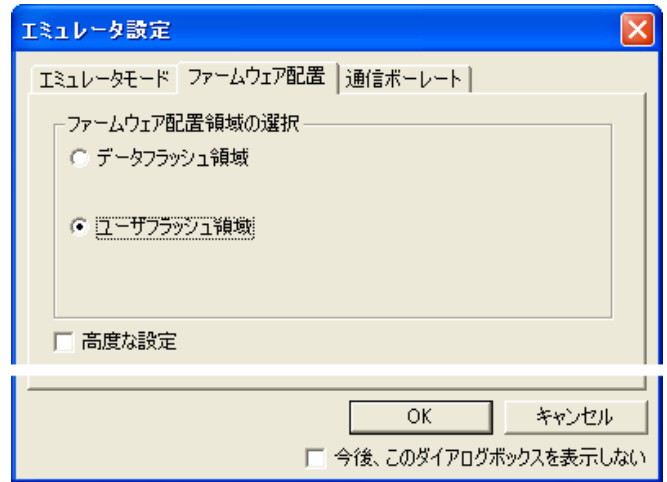 エミュレータ設定
エミュレータモード ファームウェア配置 通信ボーレート
ファームウェア配置領域の選択
データフラッシュ領域
ユーザフラッシュ領域
高度な設定
OK キャンセル
今後、このダイアログボックスを表示しない